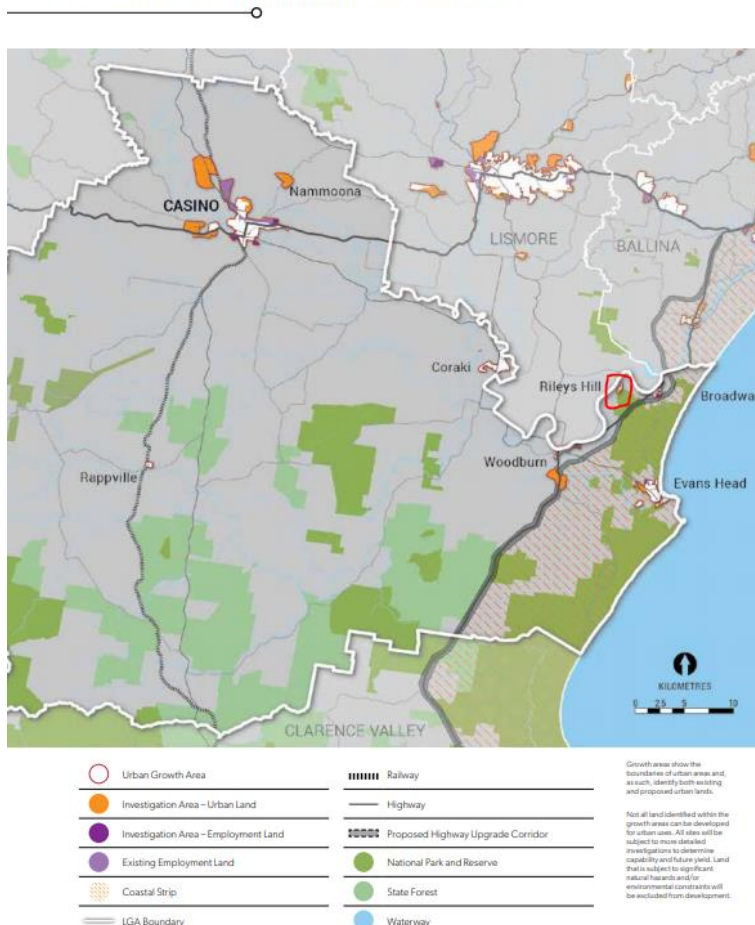 Nammoona
CASINO
LISMORE
BALLINA
Coraki
Rileys Hill
Broadwa
Woodburn
Rappville
Evans Head
KILOMETRES
0 2.5 5 10
CLARENCE VALLEY
Urban Growth Area
Investigation Area – Urban Land
Investigation Area – Employment Land
Existing Employment Land
Coastal Strip
LGA Boundary
Railway
Highway
Proposed Highway Upgrade Corridor
National Park and Reserve
State Forest
Waterway
Growth areas show the
boundaries of urban areas and,
as such, identify both existing
and proposed urban lands.
Not all land identified within the
growth areas can be developed
for urban uses. All sites will be
subject to more detailed
investigations to determine
capability and future yield. Land
that is subject to significant
natural hazards and/or
environmental constraints will
be excluded from development.